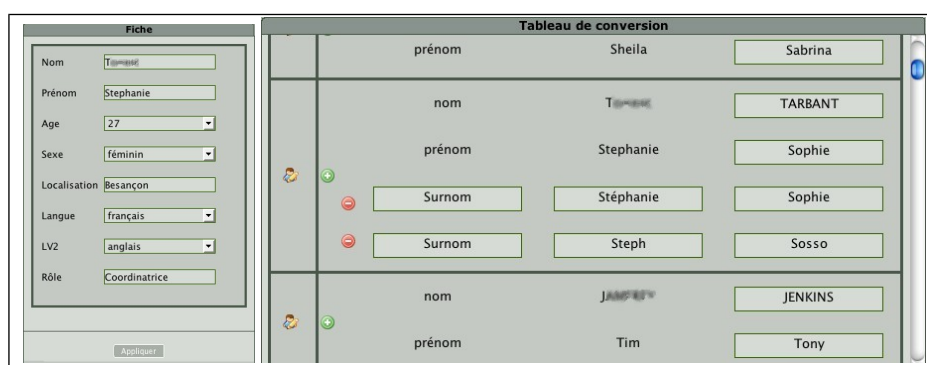 Fiche
Nom
Prénom Stephanie
Age 27
Sexe féminin
Localisation Besançon
Langue français
LV2 anglais
Rôle Coordinatrice
Appliquer
Tableau de conversion
prénom Sheila Sabrina
nom TARBANT
prénom Stephanie Sophie
Surnom Stéphanie Sophie
Surnom Steph Sosso
nom JENKINS
prénom Tim Tony